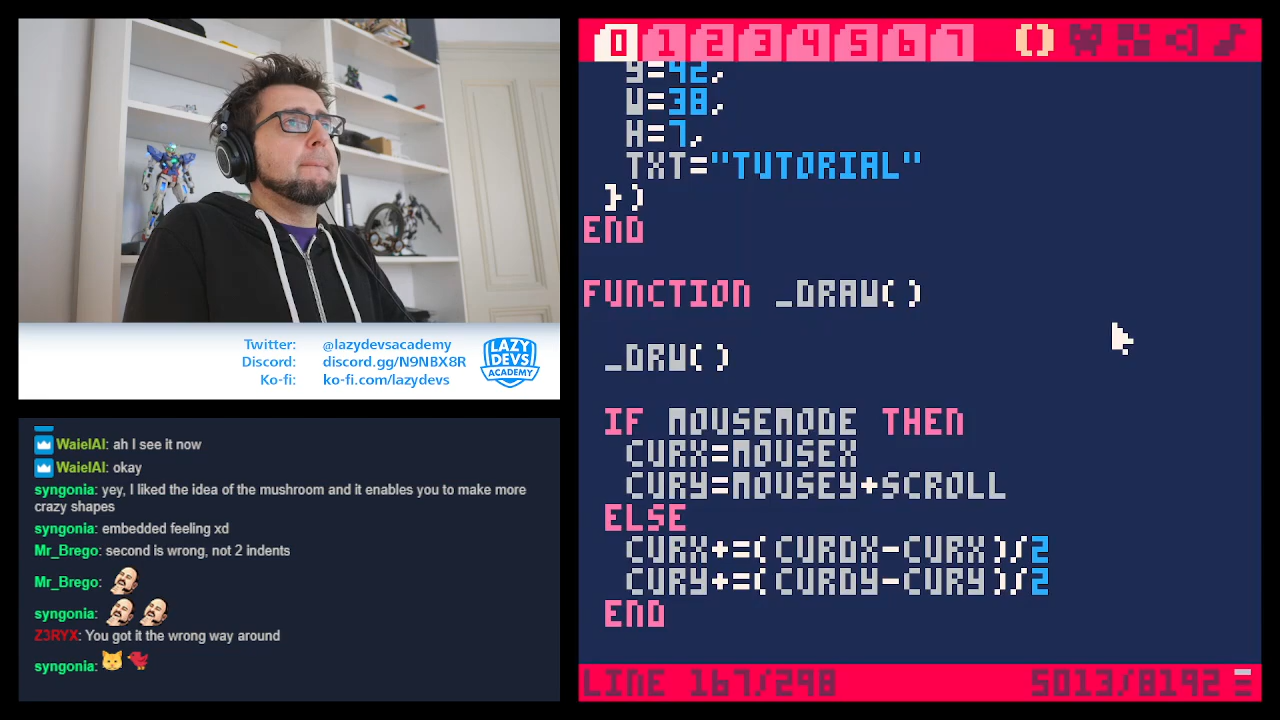 Twitter: @lazydevsacademy
Discord: discord.gg/N9NBX8R
Ko-fi: ko-fi.com/lazydevs
LAZY
DEVS
ACADEMY
WaielAI: ah I see it now
WaielAI: okay
syngonia: yey, I liked the idea of the mushroom and it enables you to make more
crazy shapes
syngonia: embedded feeling xd
Mr_Brego: second is wrong, not 2 indents
Mr_Brego:
syngonia:
Z3RYX: You got it the wrong way around
syngonia:
0 1 2 3 4 5 6 7 ()
Y=42,
W=38,
H=7,
TXT="TUTORIAL"
})
END
FUNCTION _DRAW()
_DRW()
IF MOUSEMODE THEN
CURX=MOUSEX
CURY=MOUSEY+SCROLL
ELSE
CURX+=(CURDX-CURX)/2
CURY+=(CURDY-CURY)/2
END
LINE 167/298 5013/8192